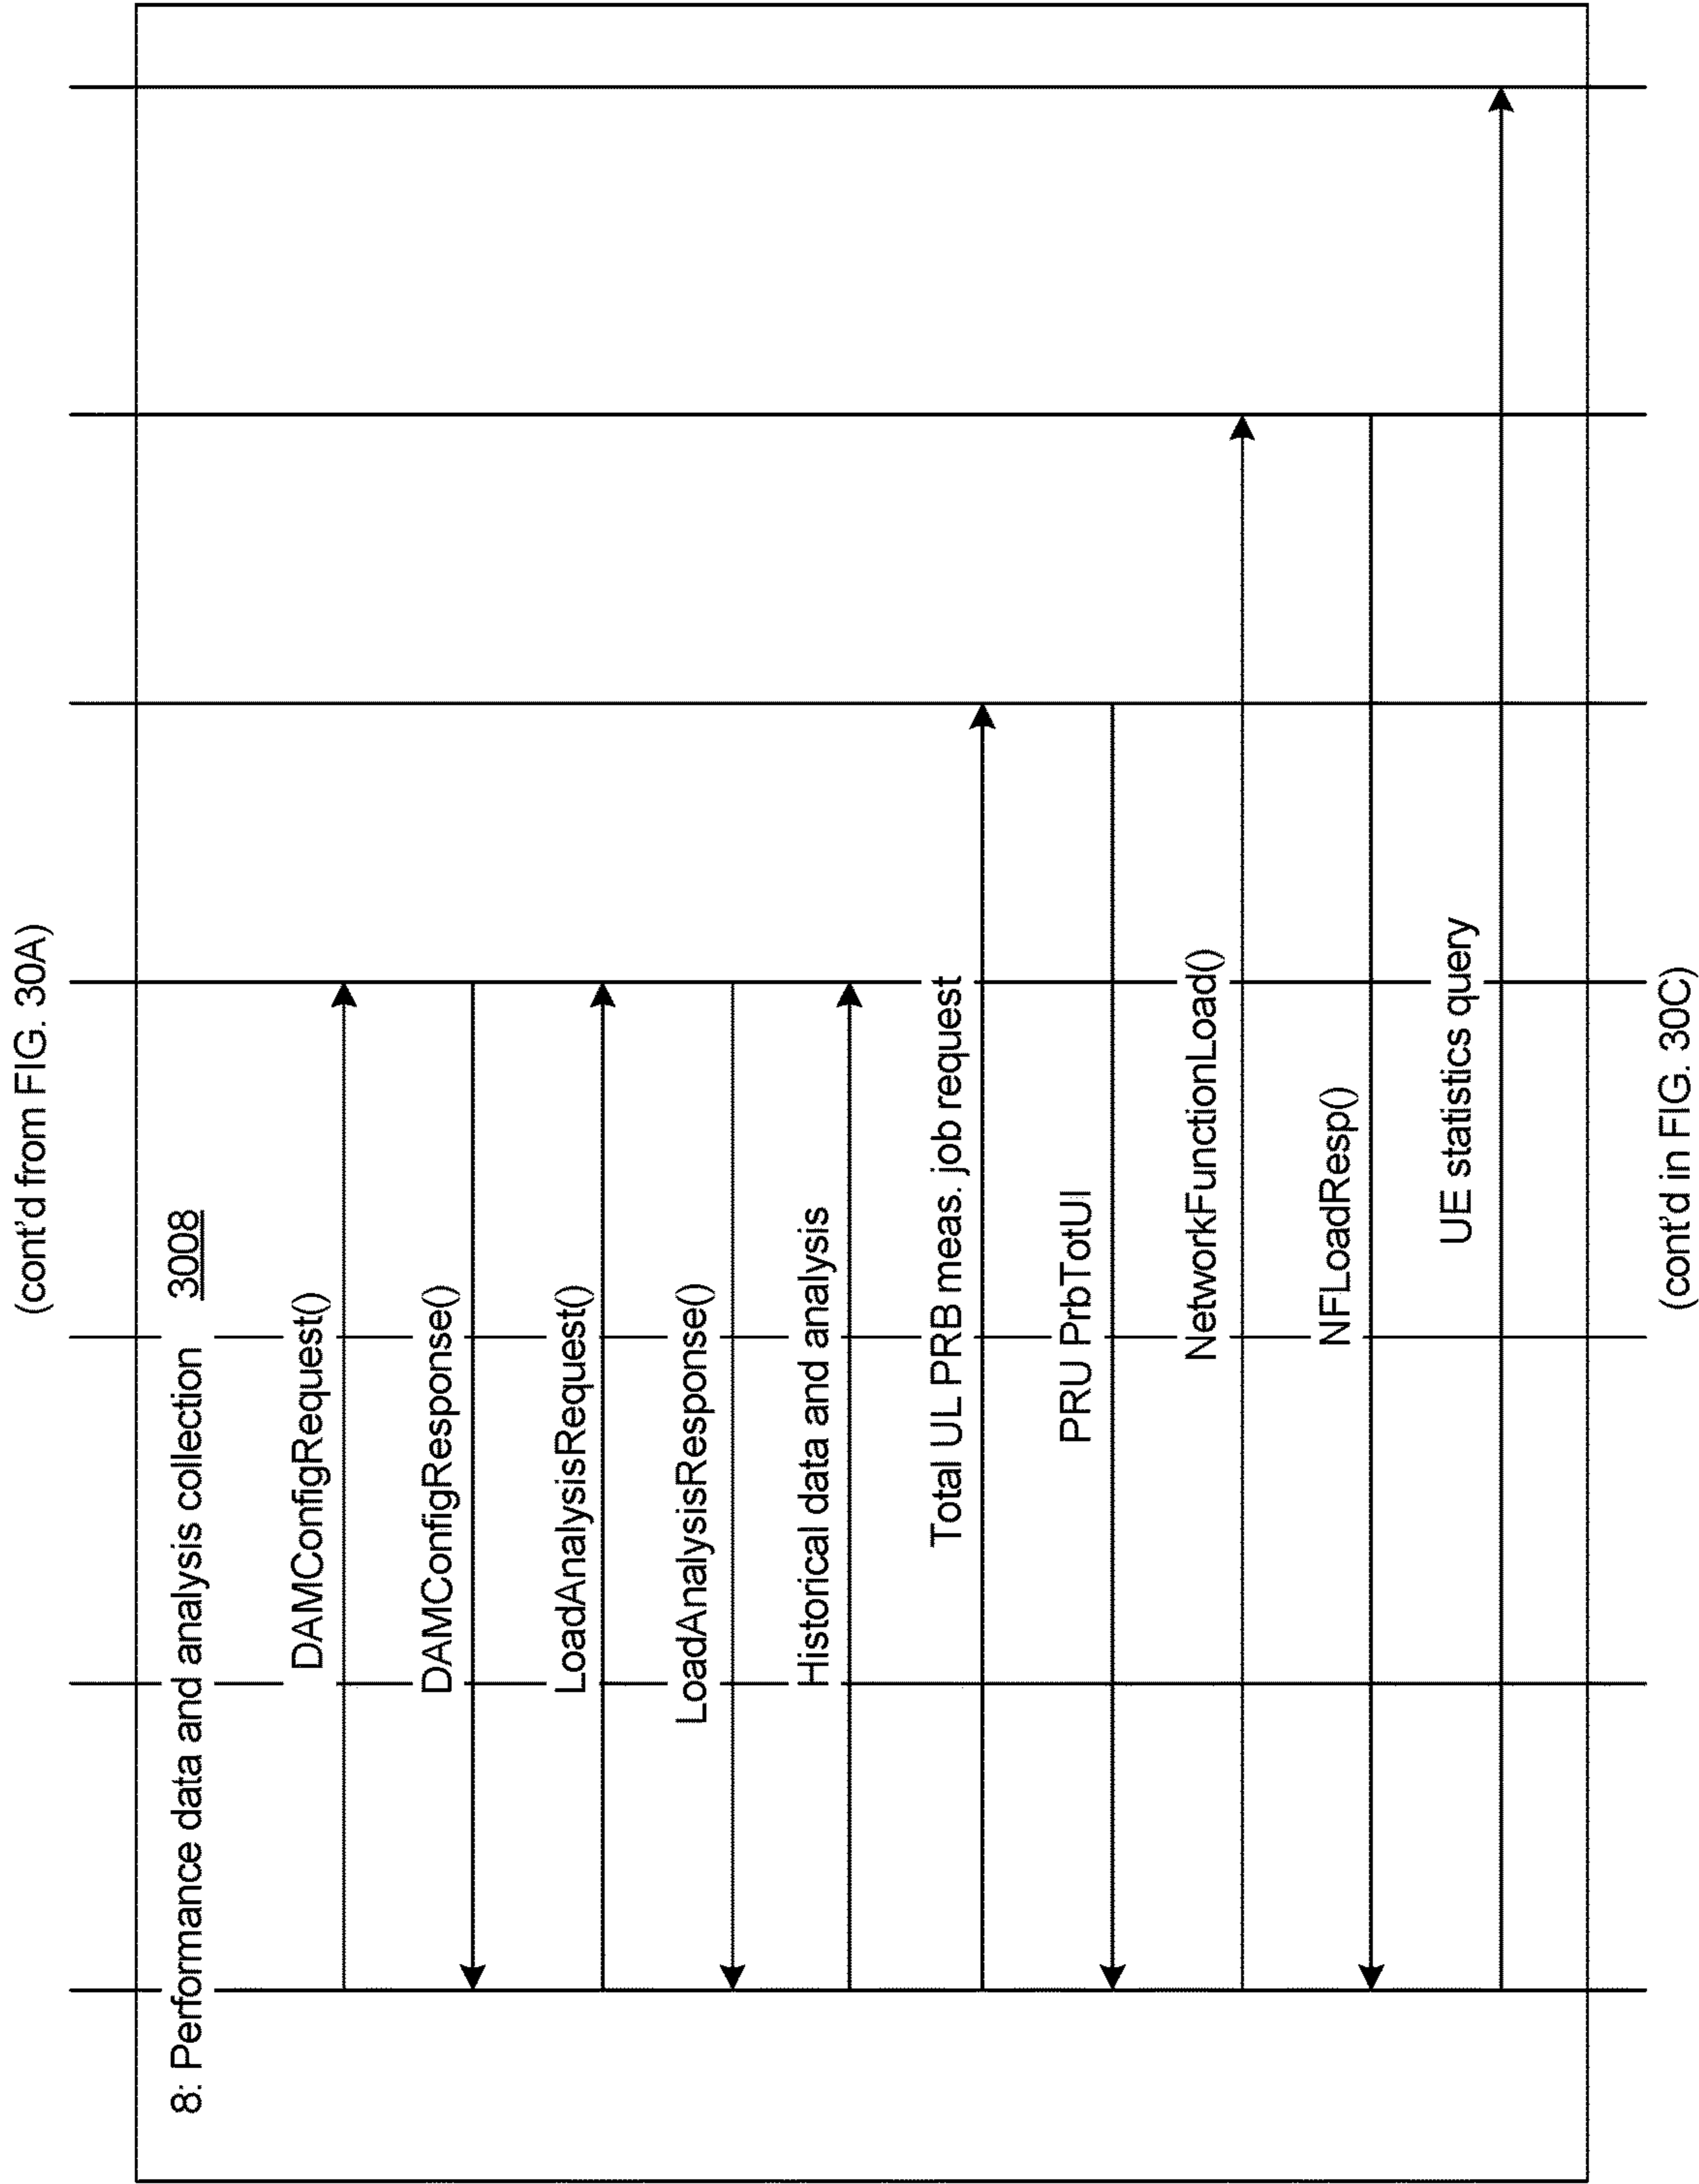 (cont'd from FIG. 30A)
8: Performance data and analysis collection 3008
DAMConfigRequest()
DAMConfigResponse()
LoadAnalysisRequest()
LoadAnalysisResponse()
Historical data and analysis
Total UL PRB meas. job request
PRU PrbTotUl
NetworkFunctionLoad()
NFLoadResp()
UE statistics query
(cont'd in FIG. 30C)